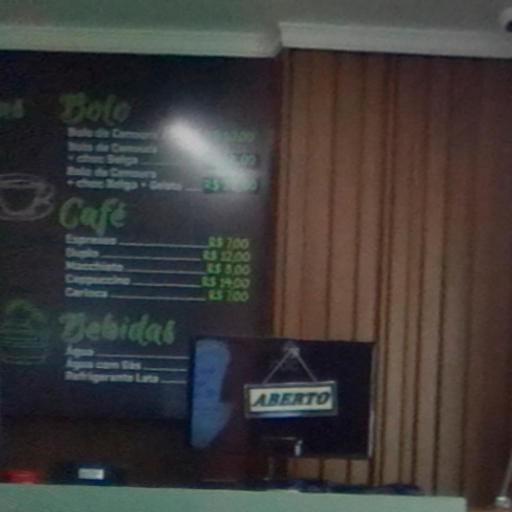 Bolo
Bolo de Cenoura
Bolo de Cenoura
+ choc Belga
Bolo de Cenoura
+ choc Belga + Gelato R$
Café
Espresso R$ 7,00
Duplo R$ 12,00
Macchiato R$ 8,00
Cappuccino R$ 14,00
Carioca R$ 7,00
Bebidas
Água
Água com Gás
Refrigerante Lata
ABERTO